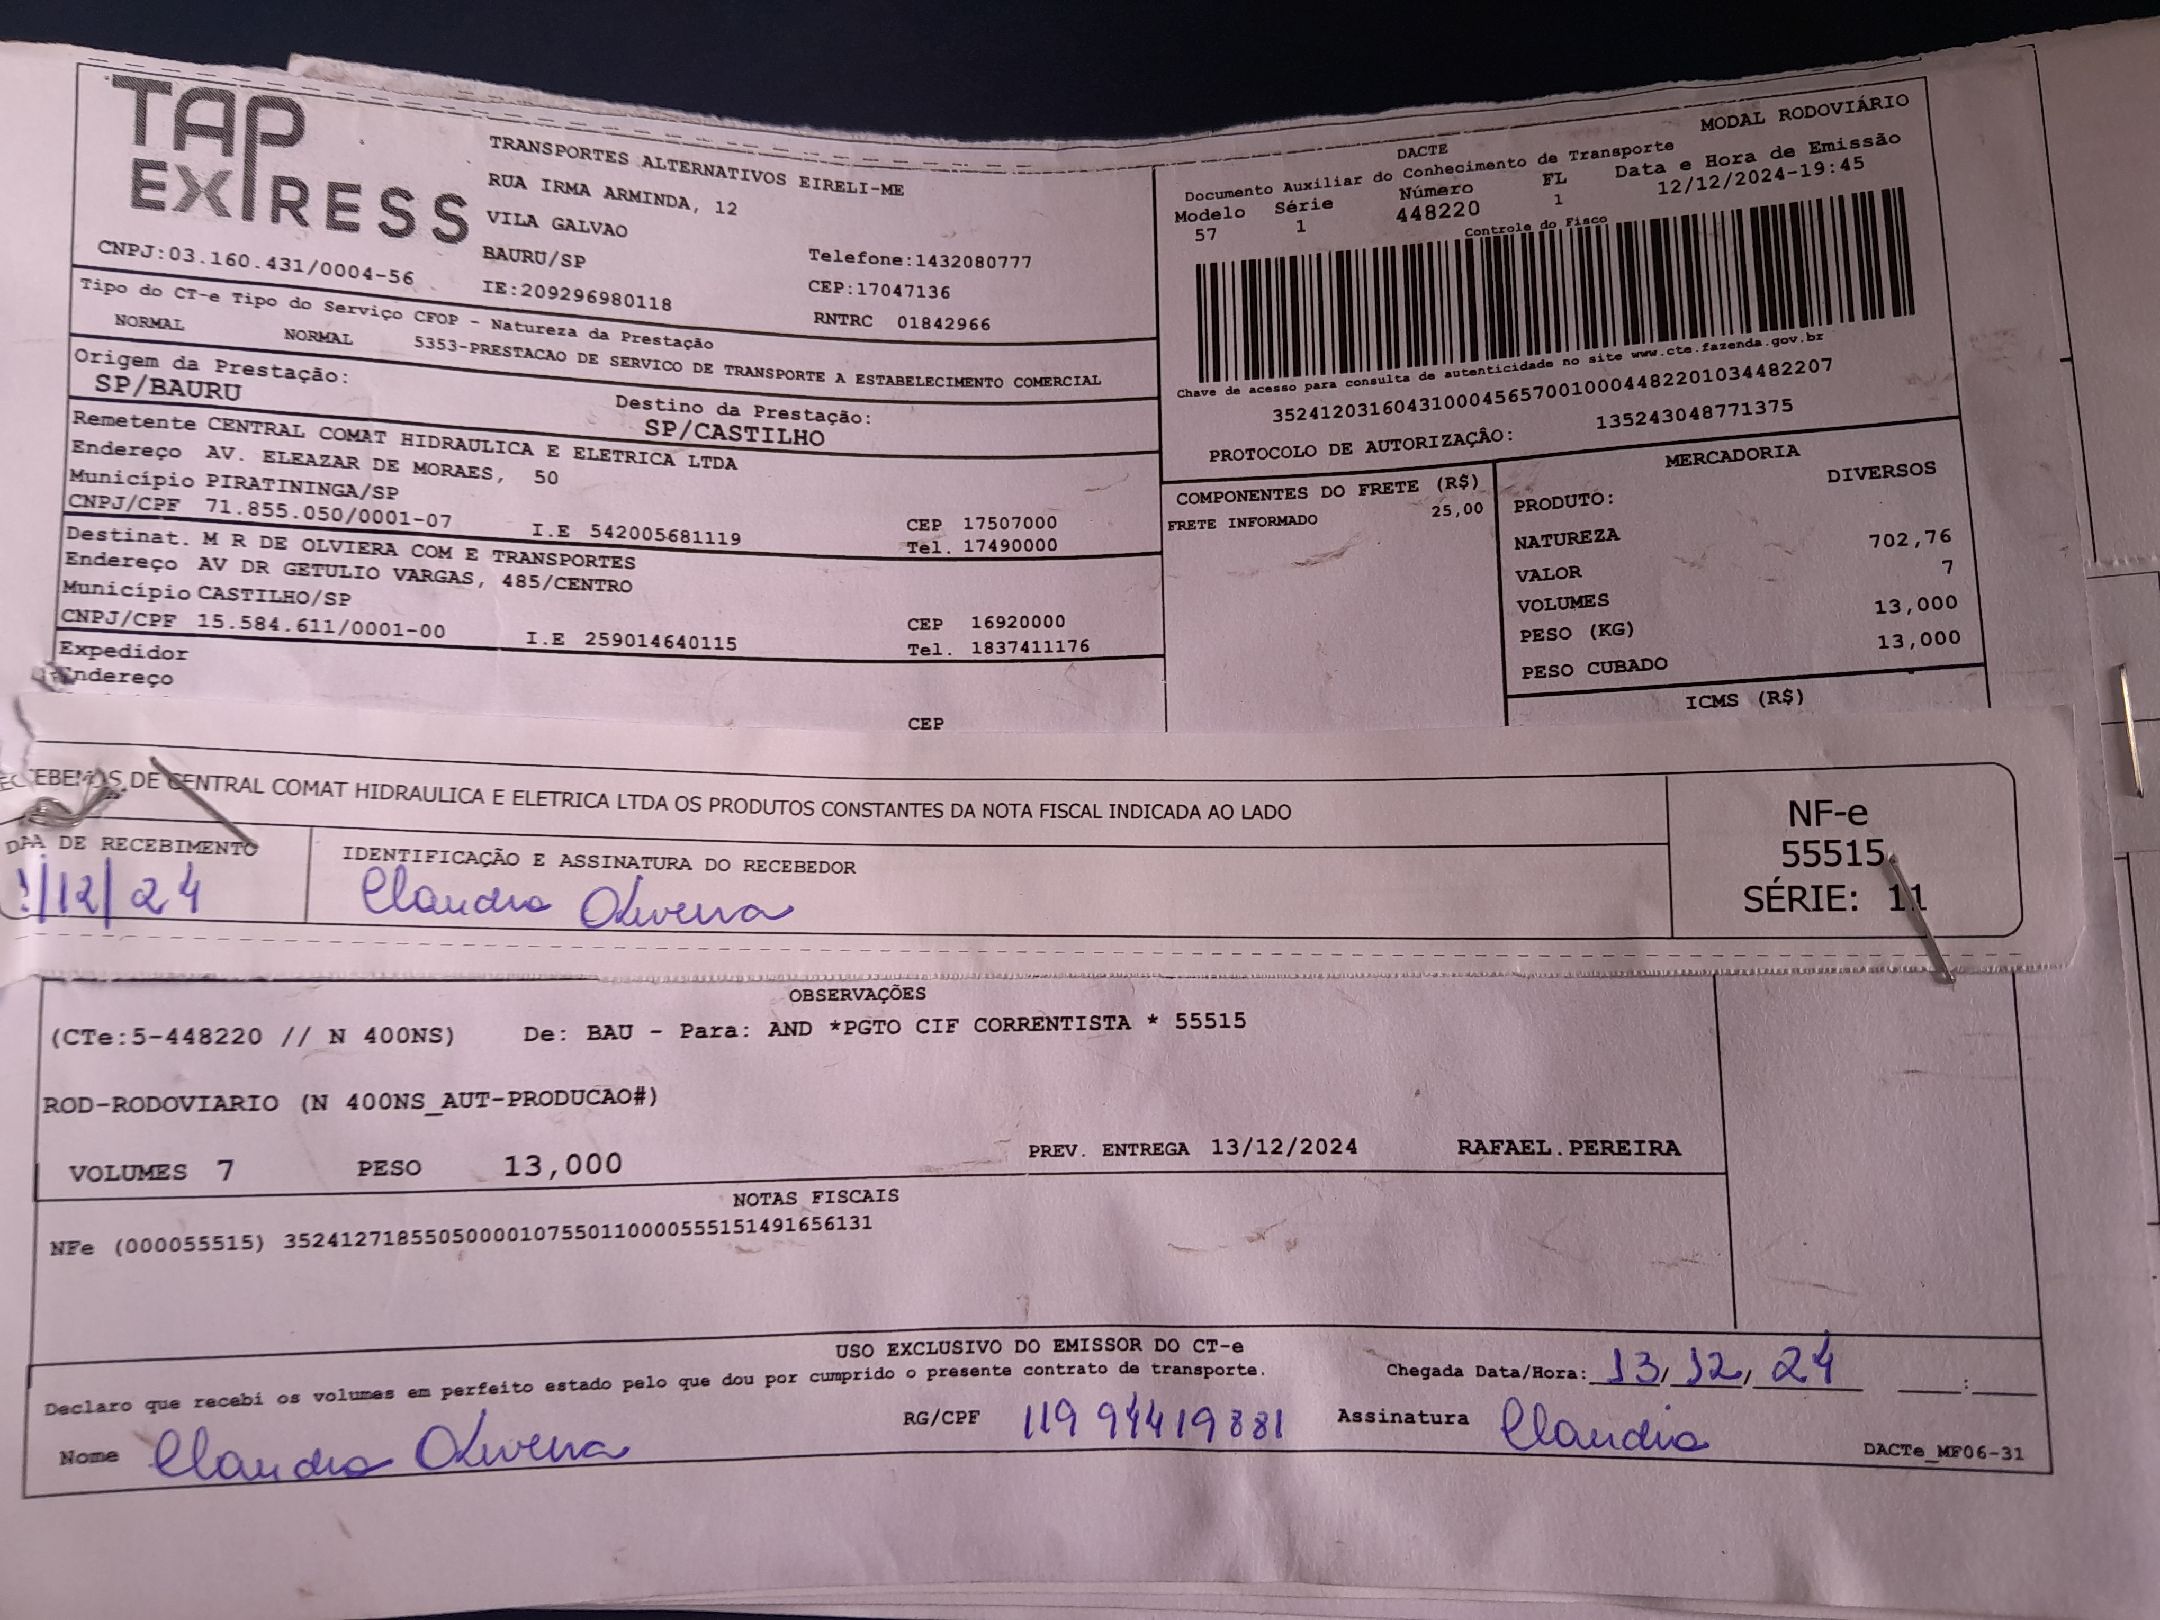 TAP
EXPRESS
TRANSPORTES ALTERNATIVOS EIRELI-ME
RUA IRMA ARMINDA, 12
VILA GALVAO
BAURU/SP
Telefone:1432080777
CNPJ:03.160.431/0004-56
IE:209296980118
CEP:17047136
RNTRC 01842966
MODAL RODOVIÁRIO
DACTE
Documento Auxiliar do Conhecimento de Transporte
Modelo Série Número FL Data e Hora de Emissão
57 1 448220 1 12/12/2024-19:45
Controle do Fisco
Chave de acesso para consulta de autenticidade no site www.cte.fazenda.gov.br
35241203160431000456570010004482201034482207
PROTOCOLO DE AUTORIZAÇÃO: 135243048771375
Tipo do CT-e Tipo do Serviço CFOP - Natureza da Prestação
NORMAL NORMAL 5353-PRESTACAO DE SERVICO DE TRANSPORTE A ESTABELECIMENTO COMERCIAL
Origem da Prestação:
SP/BAURU
Destino da Prestação:
SP/CASTILHO
Remetente CENTRAL COMAT HIDRAULICA E ELETRICA LTDA
Endereço AV. ELEAZAR DE MORAES, 50
Município PIRATININGA/SP
CEP 17507000
CNPJ/CPF 71.855.050/0001-07 I.E 542005681119 Tel. 17490000
Destinat. M R DE OLVIERA COM E TRANSPORTES
Endereço AV DR GETULIO VARGAS, 485/CENTRO
Município CASTILHO/SP
CEP 16920000
CNPJ/CPF 15.584.611/0001-00 I.E 259014640115 Tel. 1837411176
Expedidor
Endereço
CEP
COMPONENTES DO FRETE (R$)
FRETE INFORMADO 25,00
MERCADORIA
PRODUTO: DIVERSOS
NATUREZA
VALOR 702,76
VOLUMES 7
PESO (KG) 13,000
PESO CUBADO 13,000
ICMS (R$)
DE CENTRAL COMAT HIDRAULICA E ELETRICA LTDA OS PRODUTOS CONSTANTES DA NOTA FISCAL INDICADA AO LADO
DE RECEBIMENTO
/12/24
IDENTIFICAÇÃO E ASSINATURA DO RECEBEDOR
Claudia Oliveira
NF-e
55515
SÉRIE: 11
OBSERVAÇÕES
(CTe:5-448220 // N 400NS) De: BAU - Para: AND *PGTO CIF CORRENTISTA * 55515
ROD-RODOVIARIO (N 400NS_AUT-PRODUCAO#)
VOLUMES 7 PESO 13,000 PREV. ENTREGA 13/12/2024 RAFAEL.PEREIRA
NOTAS FISCAIS
NFe (000055515) 35241271855050000107550110000555151491656131
USO EXCLUSIVO DO EMISSOR DO CT-e
Declaro que recebi os volumes em perfeito estado pelo que dou por cumprido o presente contrato de transporte.
Chegada Data/Hora: 13/12/24 :
Nome Claudia Oliveira RG/CPF 119 94419881 Assinatura Claudia
DACTe_MF06-31